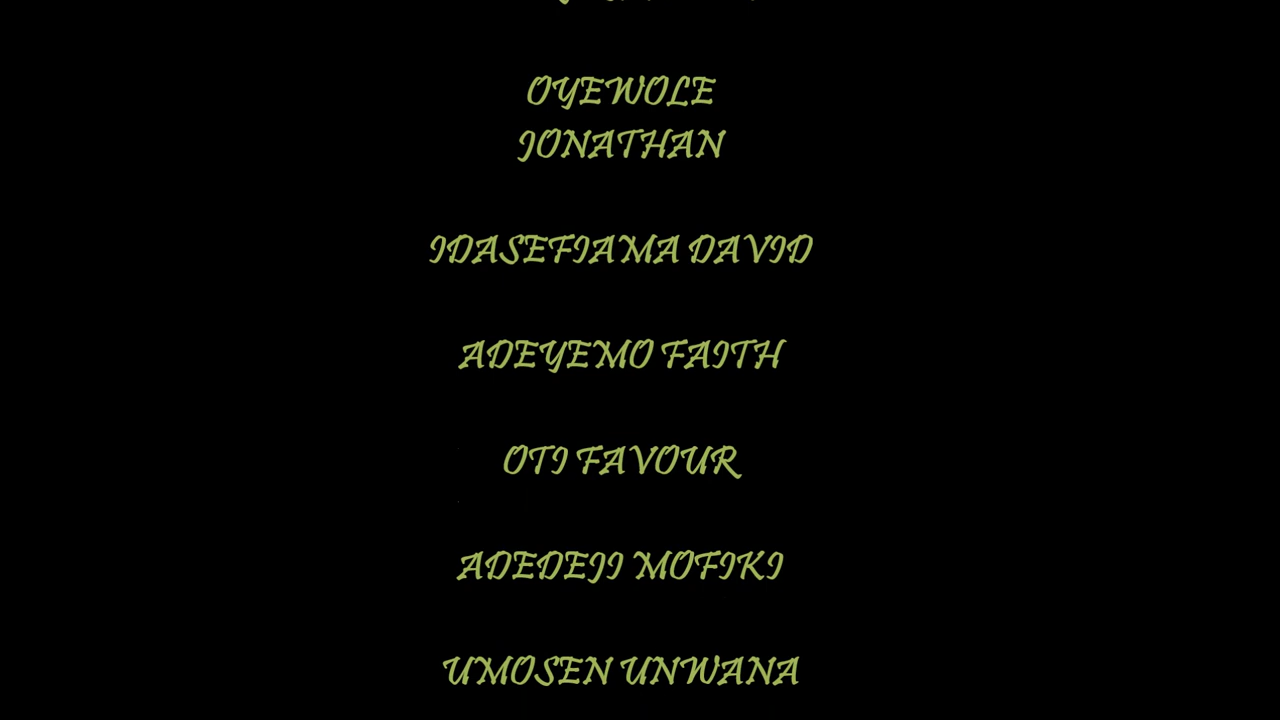 OYEWOLE
JONATHAN
IDASEFIAMA DAVID
ADEYEMO FAITH
OTI FAVOUR
ADEDEJI MOFIKI
UMOSEN UNWANA